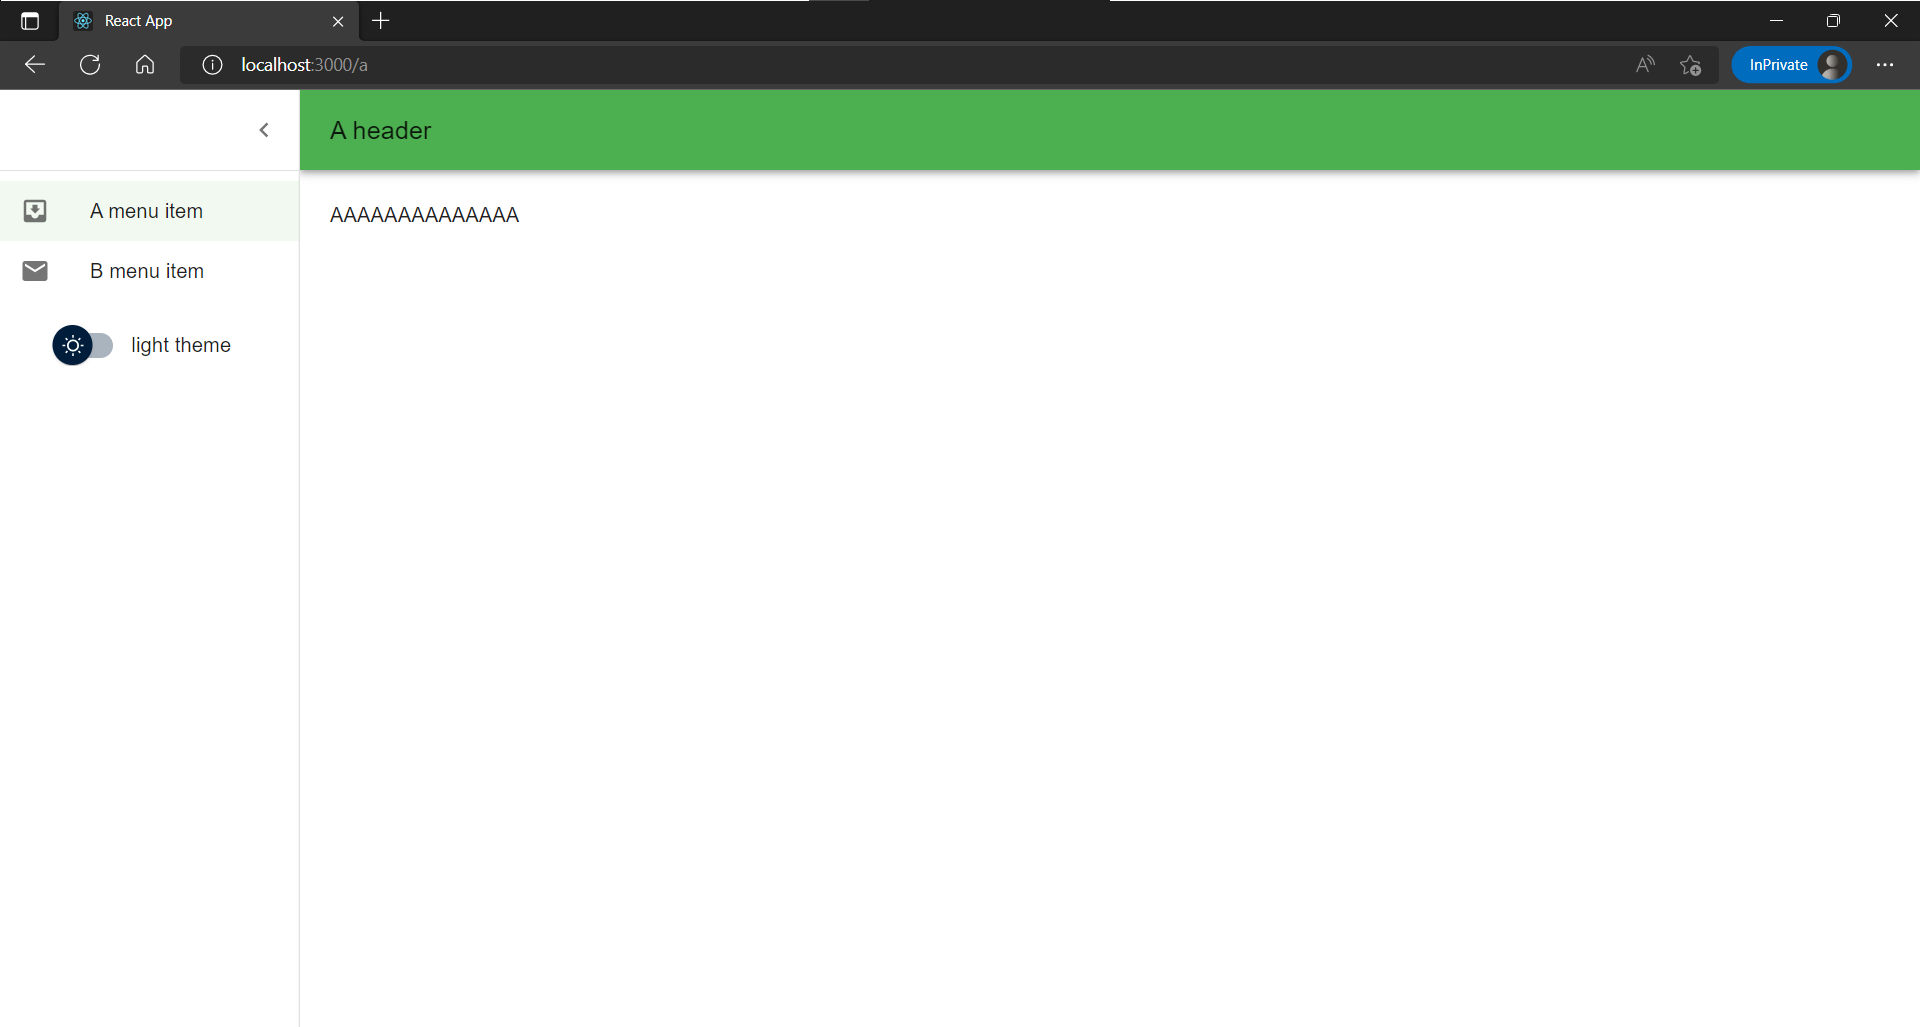 React App
localhost:3000/a
InPrivate
A header
A menu item
B menu item
light theme
AAAAAAAAAAAAAA